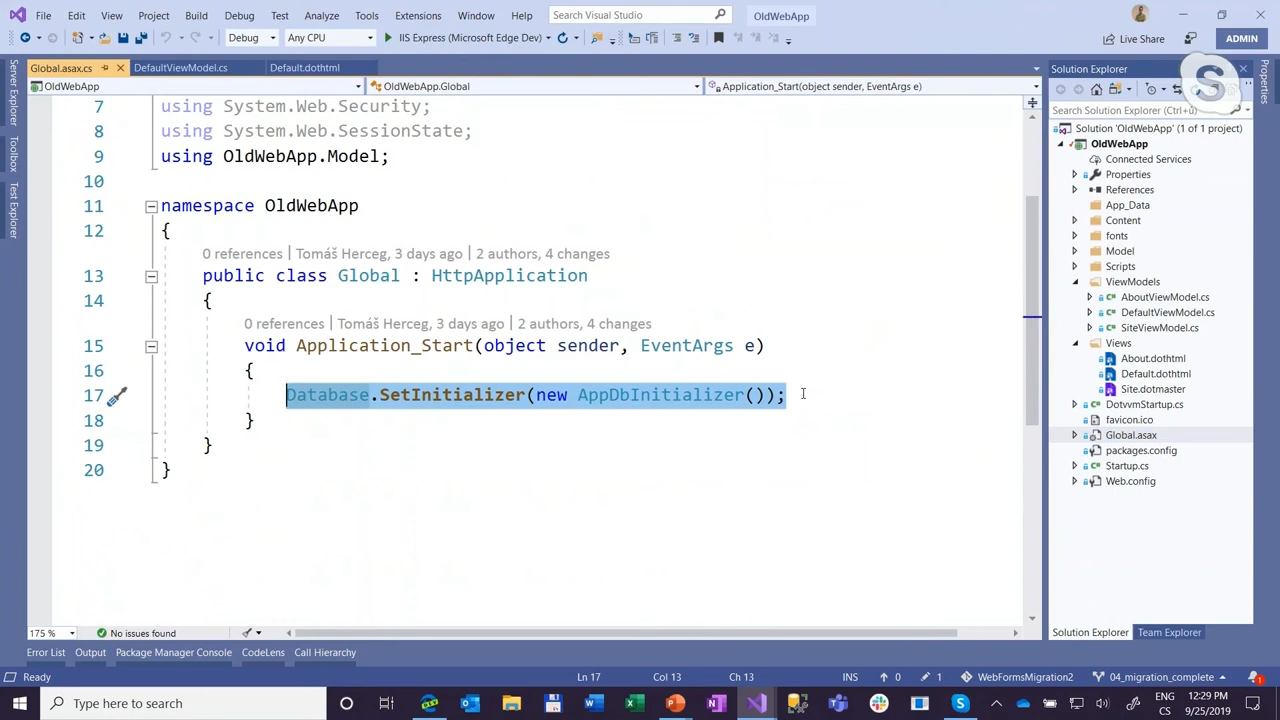 File Edit View Project Build Debug Test Analyze Tools Extensions Window Help Search Visual Studio OldWebApp
Debug Any CPU IIS Express (Microsoft Edge Dev) Live Share ADMIN
Global.asax.cs DefaultViewModel.cs Default.dothtml
OldWebApp OldWebApp.Global Application_Start(object sender, EventArgs e)
Server Explorer
Toolbox
Test Explorer
7 using System.Web.Security;
8 using System.Web.SessionState;
9 using OldWebApp.Model;
10
11 namespace OldWebApp
12 {
0 references | Tomáš Herceg, 3 days ago | 2 authors, 4 changes
13 public class Global : HttpApplication
14 {
0 references | Tomáš Herceg, 3 days ago | 2 authors, 4 changes
15 void Application_Start(object sender, EventArgs e)
16 {
17 Database.SetInitializer(new AppDbInitializer());
18 }
19 }
20 }
175 % No issues found
Solution Explorer
Search Solution Explorer (Ctrl+ů)
Solution 'OldWebApp' (1 of 1 project)
OldWebApp
Connected Services
Properties
References
App_Data
Content
fonts
Model
Scripts
ViewModels
AboutViewModel.cs
DefaultViewModel.cs
SiteViewModel.cs
Views
About.dothtml
Default.dothtml
Site.dotmaster
DotvvmStartup.cs
favicon.ico
Global.asax
packages.config
Startup.cs
Web.config
Solution Explorer Team Explorer
Properties
Error List Output Package Manager Console CodeLens Call Hierarchy
Ready Ln 17 Col 13 Ch 13 INS 0 1 WebFormsMigration2 04_migration_complete 1
Type here to search ENG 12:29 PM
CS 9/25/2019